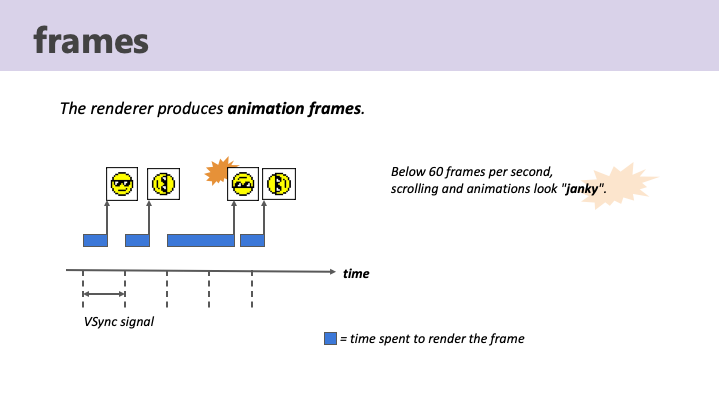 frames
The renderer produces animation frames.
Below 60 frames per second,
scrolling and animations look "janky".
time
VSync signal
= time spent to render the frame